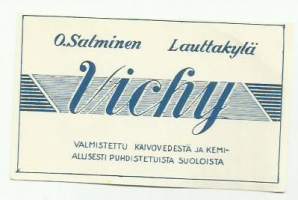 O.Salminen Lauttakylä
Vichy
VALMISTETTU KAIVOVEDESTÄ JA KEMI-
ALLISESTI PUHDISTETUISTA SUOLOISTA